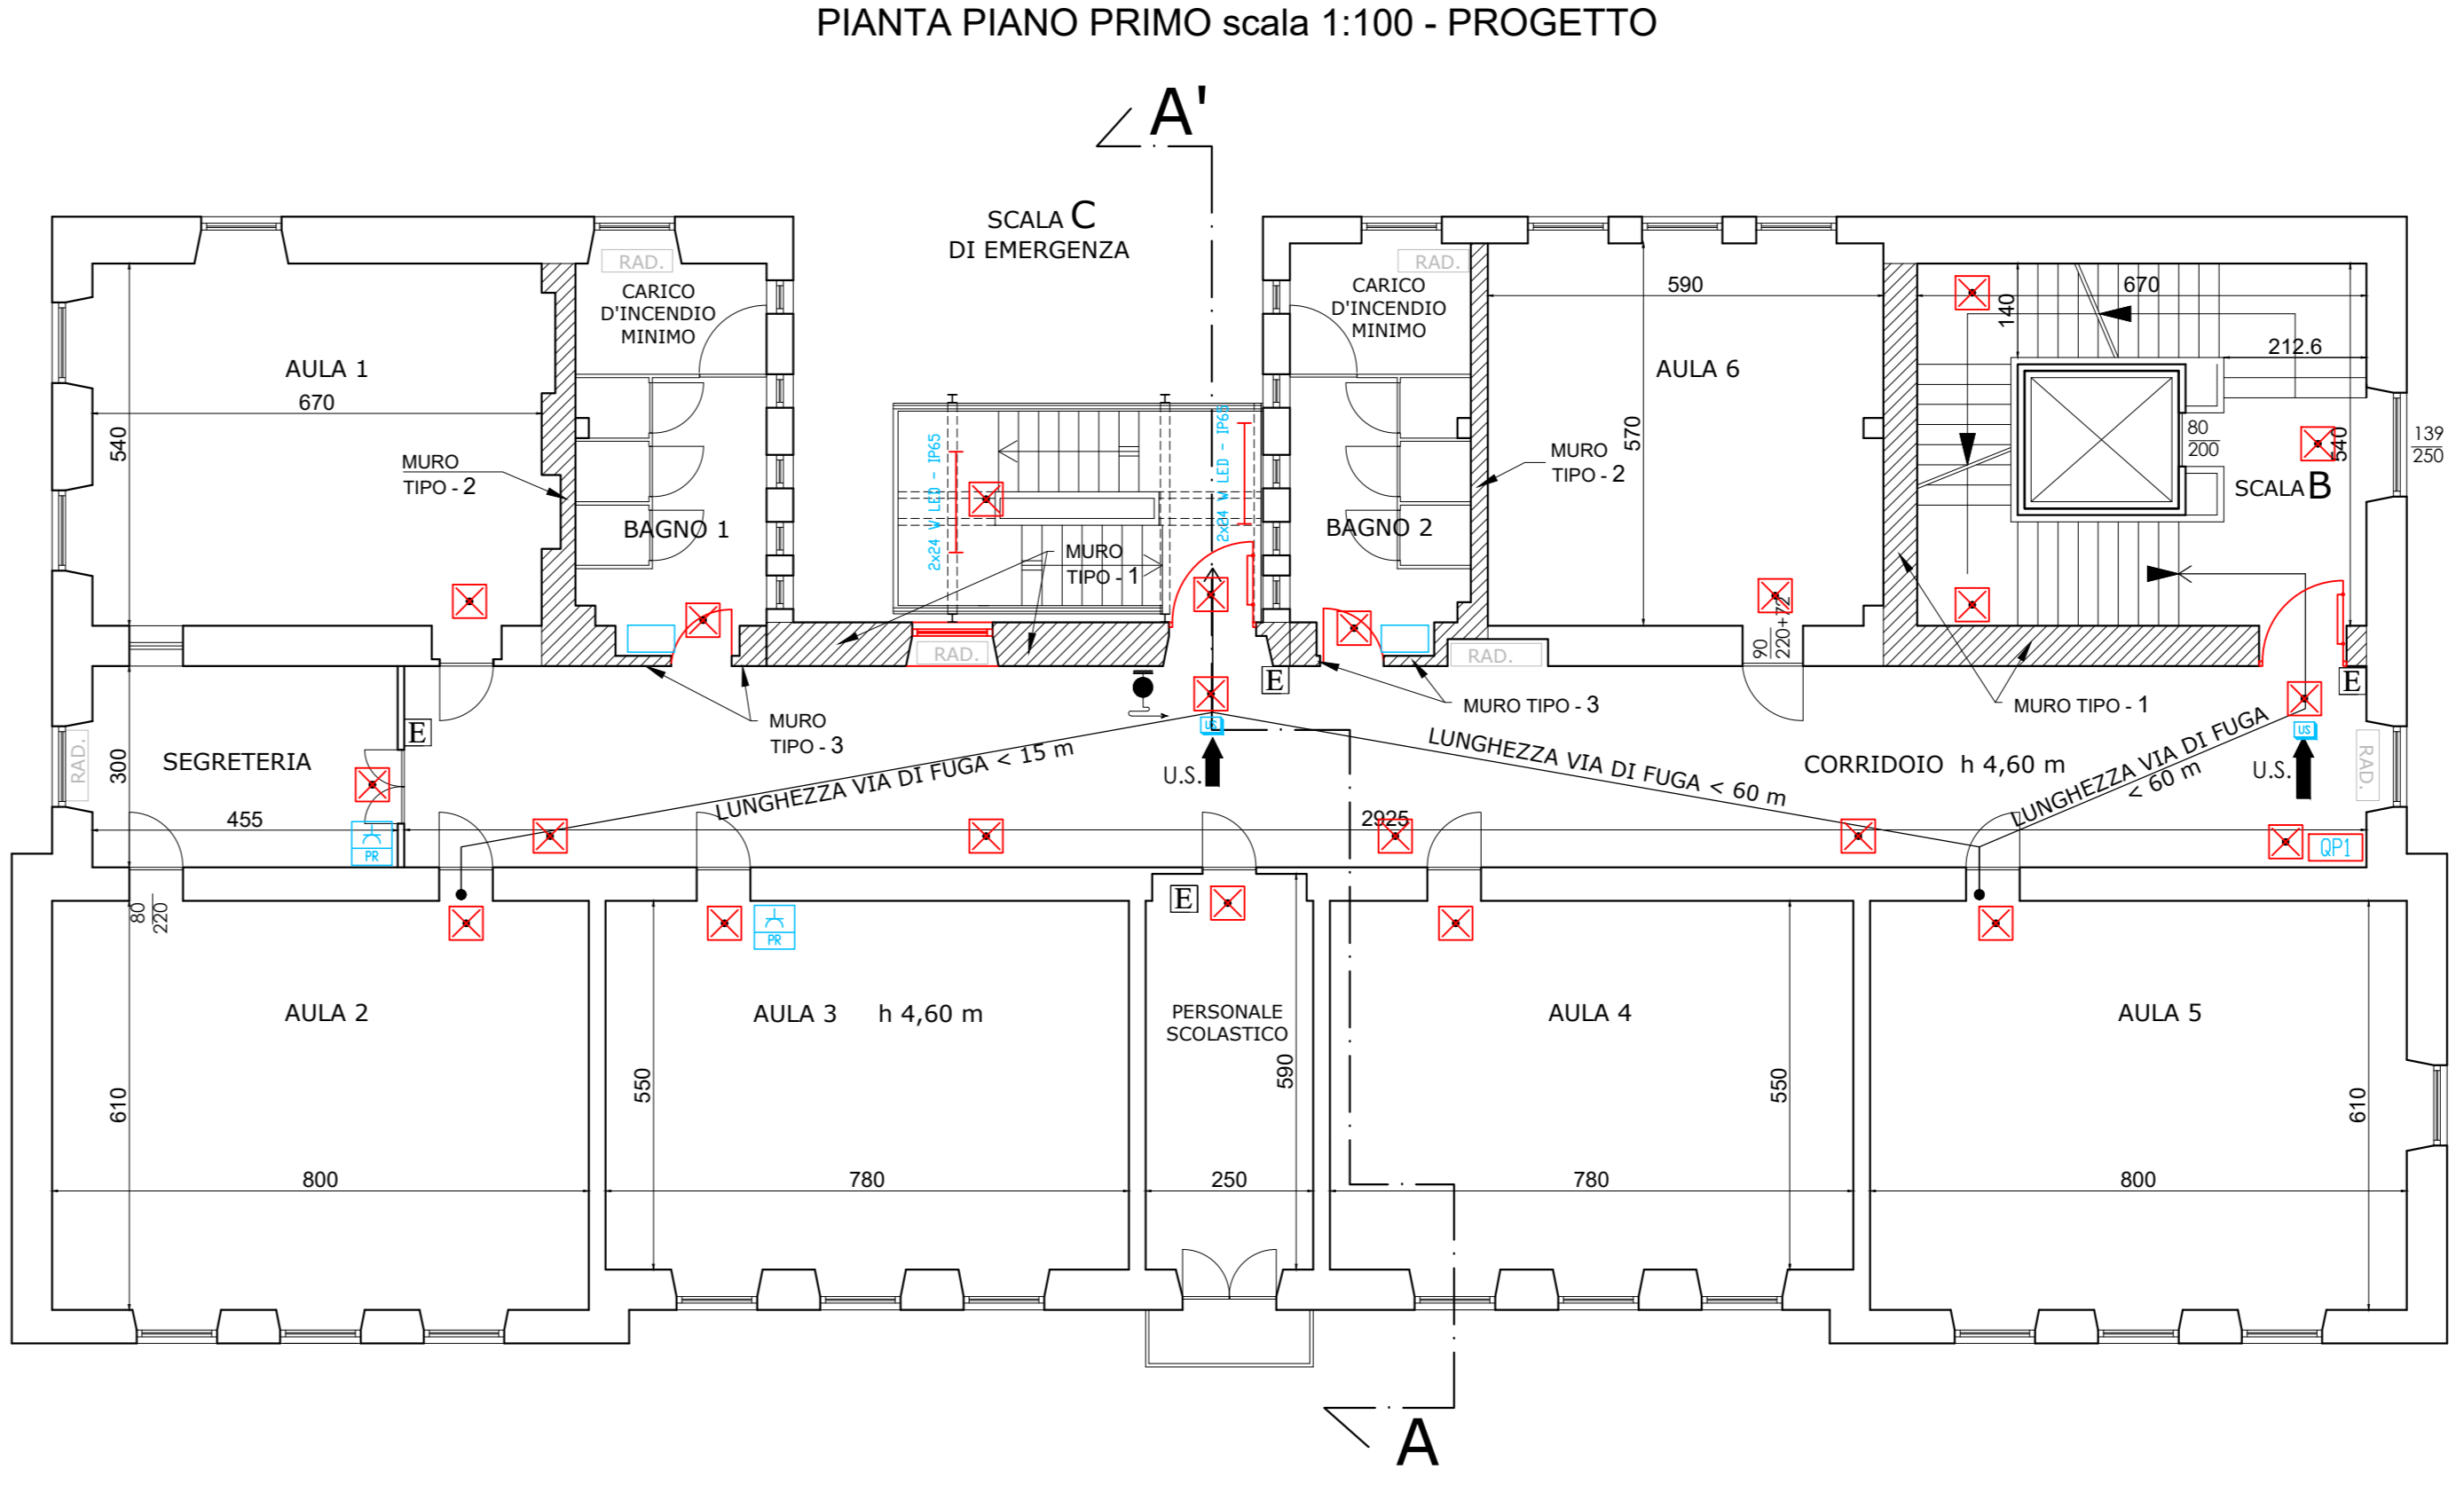 PIANTA PIANO PRIMO scala 1:100 - PROGETTO
A'
SCALA C
DI EMERGENZA
RAD.
CARICO
D'INCENDIO
MINIMO
RAD.
CARICO
D'INCENDIO
MINIMO
590
670
140
212.6
AULA 1
670
540
AULA 6
570
80
200
540
139
250
SCALA B
MURO
TIPO - 2
MURO
TIPO - 2
2x24 W LED - IP65
2x24 W LED - IP65
BAGNO 1
BAGNO 2
MURO
TIPO - 1
90
220+72
RAD.
RAD.
E
E
E
MURO
TIPO - 3
MURO TIPO - 3
MURO TIPO - 1
US
US
RAD.
300
SEGRETERIA
LUNGHEZZA VIA DI FUGA < 15 m
U.S.
LUNGHEZZA VIA DI FUGA < 60 m
CORRIDOIO h 4,60 m
LUNGHEZZA VIA DI FUGA
< 60 m
U.S.
RAD.
455
2925
PR
QP1
80
220
E
PR
AULA 2
AULA 3 h 4,60 m
PERSONALE
SCOLASTICO
AULA 4
AULA 5
610
550
590
550
610
800
780
250
780
800
A